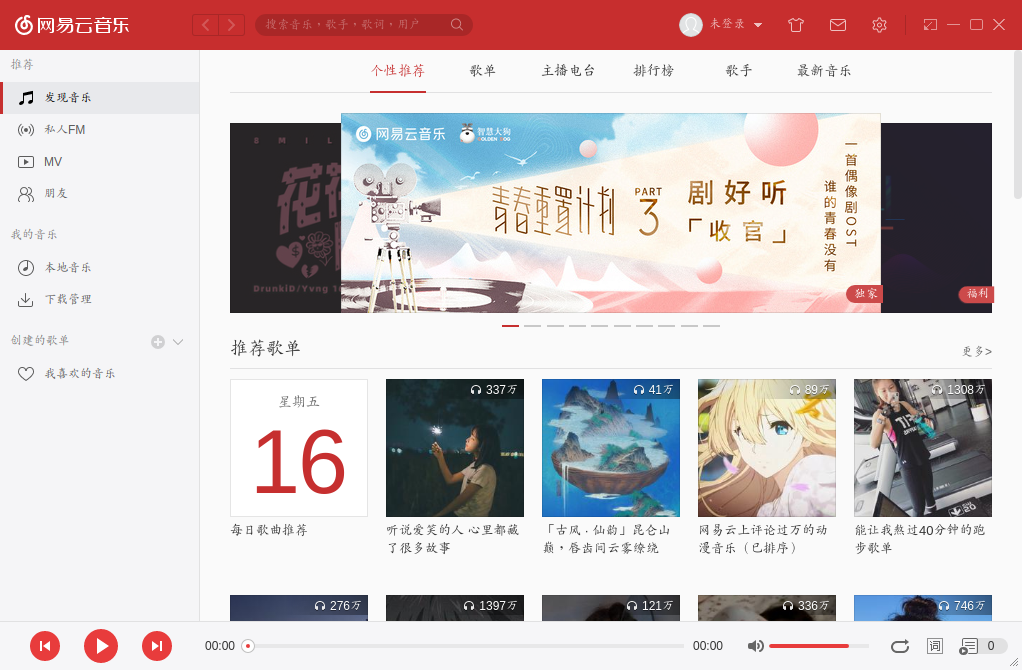 网易云音乐
搜索音乐，歌手，歌词，用户
未登录
推荐
发现音乐
私人FM
MV
朋友
我的音乐
本地音乐
下载管理
创建的歌单
我喜欢的音乐
个性推荐 歌单 主播电台 排行榜 歌手 最新音乐
8 MIL
DrunkID/Yvng
网易云音乐 智慧大狗
GOLDEN DOG
青春重置计划 PART 3
剧好听
「收官」
一首偶像剧OST
谁的青春没有
独家
福利
推荐歌单
更多>
星期五
16
每日歌曲推荐
337万
听说爱笑的人 心里都藏
了很多故事
41万
「古风 · 仙韵」昆仑山
巅，唇齿间云雾缭绕
89万
网易云上评论过万的动
漫音乐（已排序）
1308万
能让我熬过40分钟的跑
步歌单
276万
1397万
121万
336万
746万
00:00
00:00
词
0